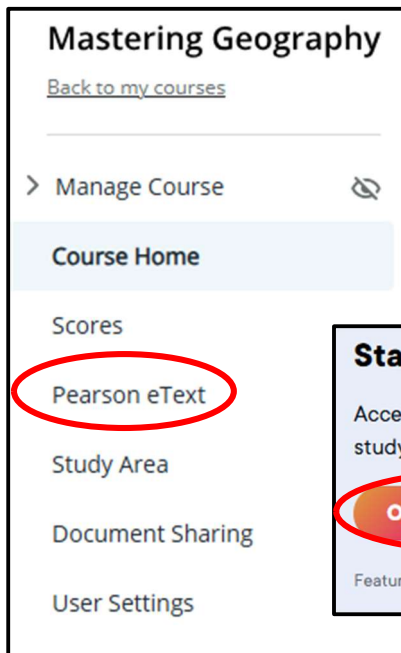 Mastering Geography
Back to my courses
Manage Course
Course Home
Scores
Pearson eText
Study Area
Document Sharing
User Settings